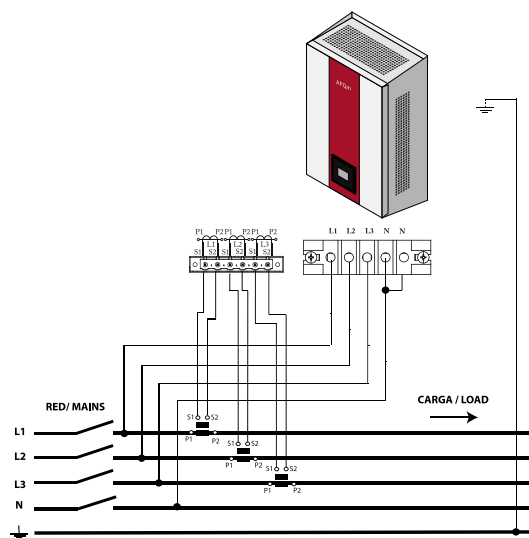 AFQm
L1 L2 L3 N N
P1 P2 P1 P2 P1 P2
L1 L2 L3
S1 S2 S1 S2 S1 S2
RED/ MAINS
CARGA / LOAD
S1 S2
L1
P1 P2
S1 S2
L2
P1 P2
S1 S2
L3
P1 P2
N